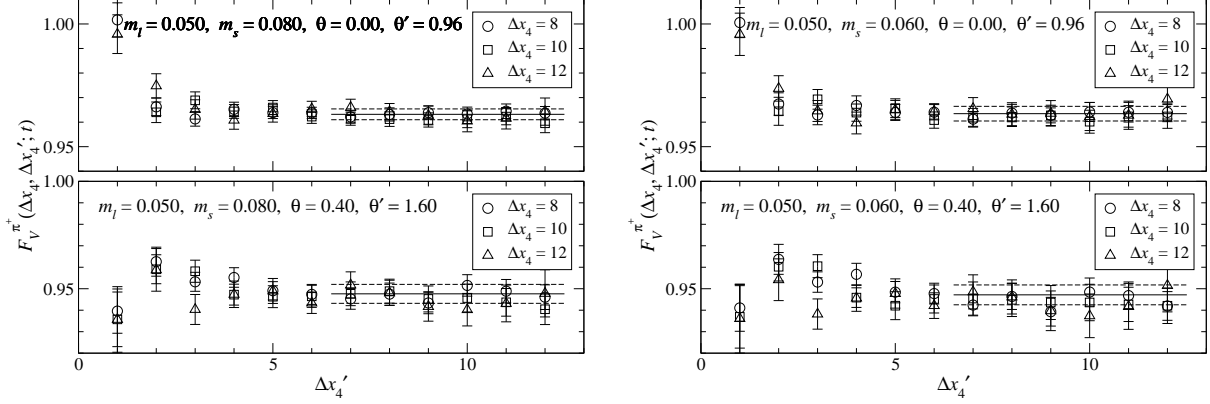 1.00
m_l = 0.050, m_s = 0.080, θ = 0.00, θ′ = 0.96
Δx_4 = 8
Δx_4 = 10
Δx_4 = 12
0.95
1.00
m_l = 0.050, m_s = 0.080, θ = 0.40, θ′ = 1.60
Δx_4 = 8
Δx_4 = 10
Δx_4 = 12
0.95
F_V^{π^+}(Δx_4, Δx_4′; t)
0 5 10
Δx_4′
1.00
m_l = 0.050, m_s = 0.060, θ = 0.00, θ′ = 0.96
Δx_4 = 8
Δx_4 = 10
Δx_4 = 12
0.95
1.00
m_l = 0.050, m_s = 0.060, θ = 0.40, θ′ = 1.60
Δx_4 = 8
Δx_4 = 10
Δx_4 = 12
0.95
F_V^{π^+}(Δx_4, Δx_4′; t)
0 5 10
Δx_4′